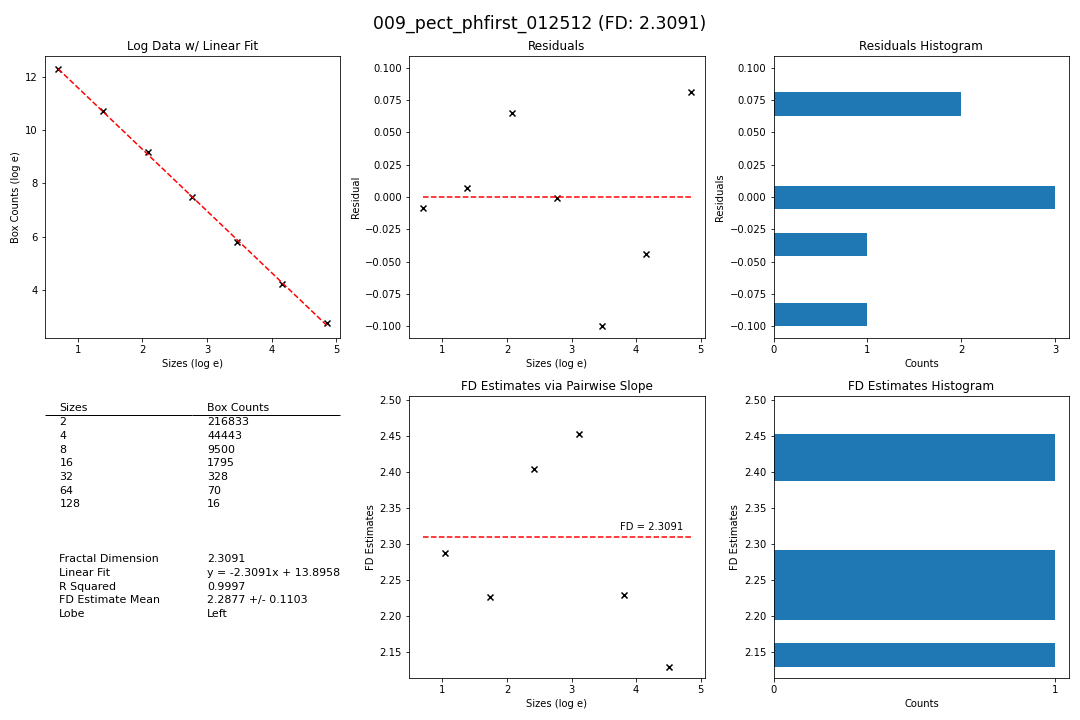 009_pect_phfirst_012512 (FD: 2.3091)
Log Data w/ Linear Fit
Box Counts (log e)
12
10
8
6
4
1 2 3 4 5
Sizes (log e)
Residuals
Residual
0.100
0.075
0.050
0.025
0.000
−0.025
−0.050
−0.075
−0.100
1 2 3 4 5
Sizes (log e)
Residuals Histogram
Residuals
0.100
0.075
0.050
0.025
0.000
−0.025
−0.050
−0.075
−0.100
0 1 2 3
Counts
Sizes Box Counts
2 216833
4 44443
8 9500
16 1795
32 328
64 70
128 16
Fractal Dimension 2.3091
Linear Fit y = -2.3091x + 13.8958
R Squared 0.9997
FD Estimate Mean 2.2877 +/- 0.1103
Lobe Left
FD Estimates via Pairwise Slope
FD Estimates
2.50
2.45
2.40
2.35
2.30
2.25
2.20
2.15
FD = 2.3091
1 2 3 4 5
Sizes (log e)
FD Estimates Histogram
FD Estimates
2.50
2.45
2.40
2.35
2.30
2.25
2.20
2.15
0 1
Counts